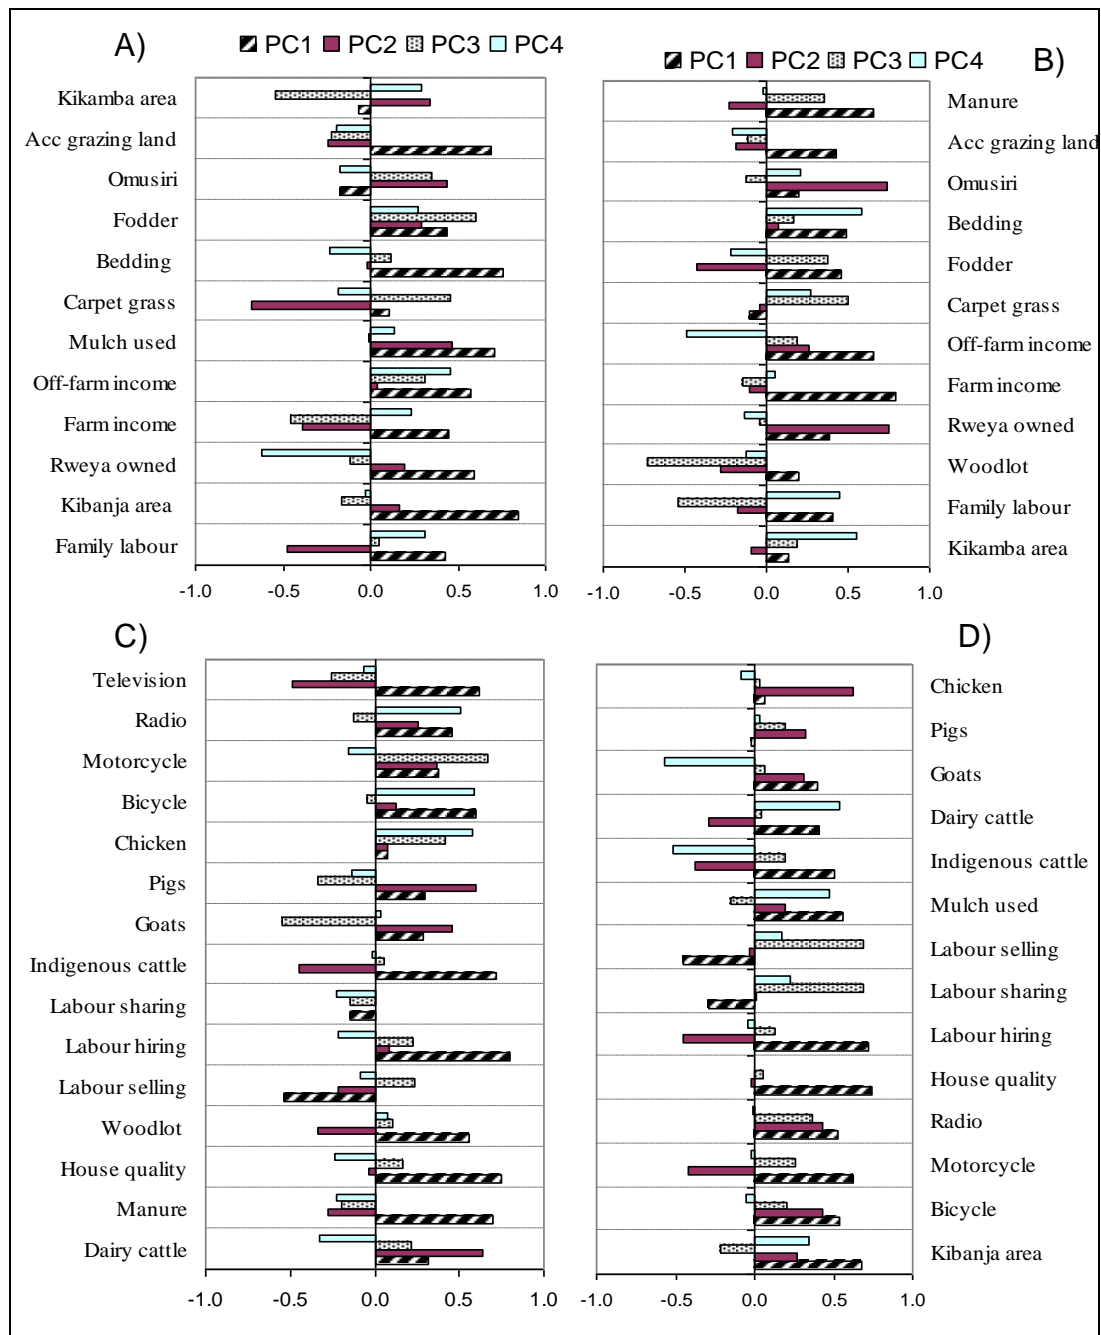 A)
PC1 PC2 PC3 PC4
Kikamba area
Acc grazing land
Omusiri
Fodder
Bedding
Carpet grass
Mulch used
Off-farm income
Farm income
Rweya owned
Kibanja area
Family labour
-1.0 -0.5 0.0 0.5 1.0
PC1 PC2 PC3 PC4
B)
Manure
Acc grazing land
Omusiri
Bedding
Fodder
Carpet grass
Off-farm income
Farm income
Rweya owned
Woodlot
Family labour
Kikamba area
-1.0 -0.5 0.0 0.5 1.0
C)
Television
Radio
Motorcycle
Bicycle
Chicken
Pigs
Goats
Indigenous cattle
Labour sharing
Labour hiring
Labour selling
Woodlot
House quality
Manure
Dairy cattle
-1.0 -0.5 0.0 0.5 1.0
D)
Chicken
Pigs
Goats
Dairy cattle
Indigenous cattle
Mulch used
Labour selling
Labour sharing
Labour hiring
House quality
Radio
Motorcycle
Bicycle
Kibanja area
-1.0 -0.5 0.0 0.5 1.0